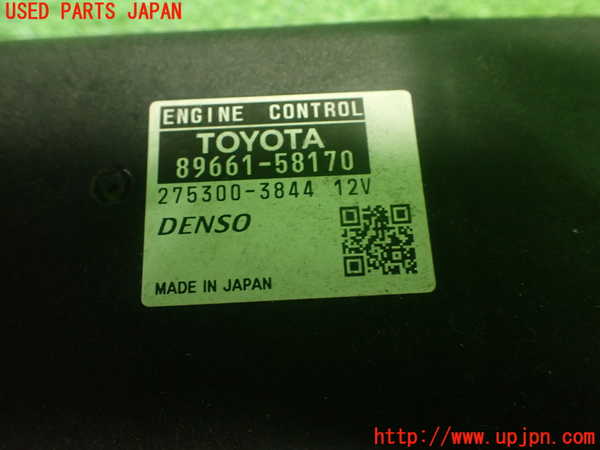 USED PARTS JAPAN
ENGINE CONTROL
TOYOTA
89661-58170
275300-3844 12V
DENSO
MADE IN JAPAN
http://www.upjpn.com/